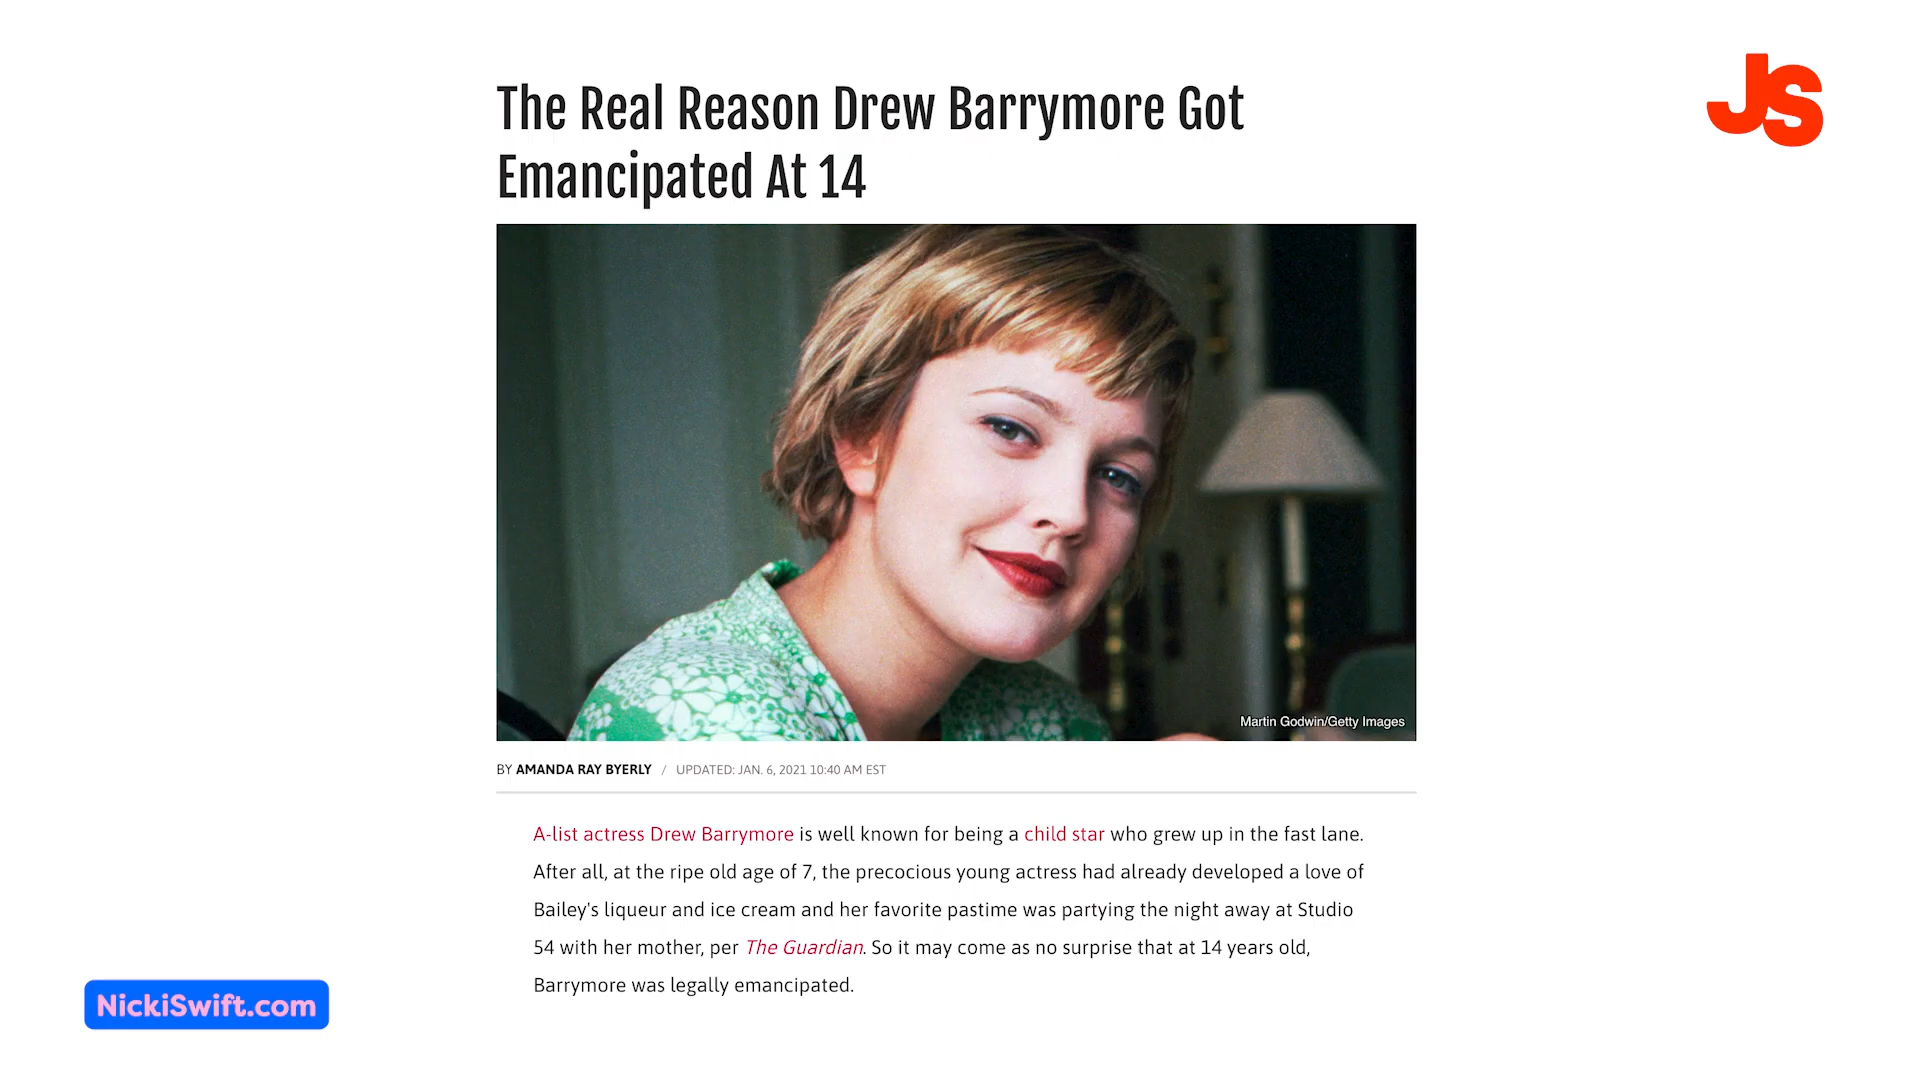 JS
The Real Reason Drew Barrymore Got
Emancipated At 14
Martin Godwin/Getty Images
BY AMANDA RAY BYERLY / UPDATED: JAN. 6, 2021 10:40 AM EST
A-list actress Drew Barrymore is well known for being a child star who grew up in the fast lane.
After all, at the ripe old age of 7, the precocious young actress had already developed a love of
Bailey's liqueur and ice cream and her favorite pastime was partying the night away at Studio
54 with her mother, per The Guardian. So it may come as no surprise that at 14 years old,
Barrymore was legally emancipated.
NickiSwift.com